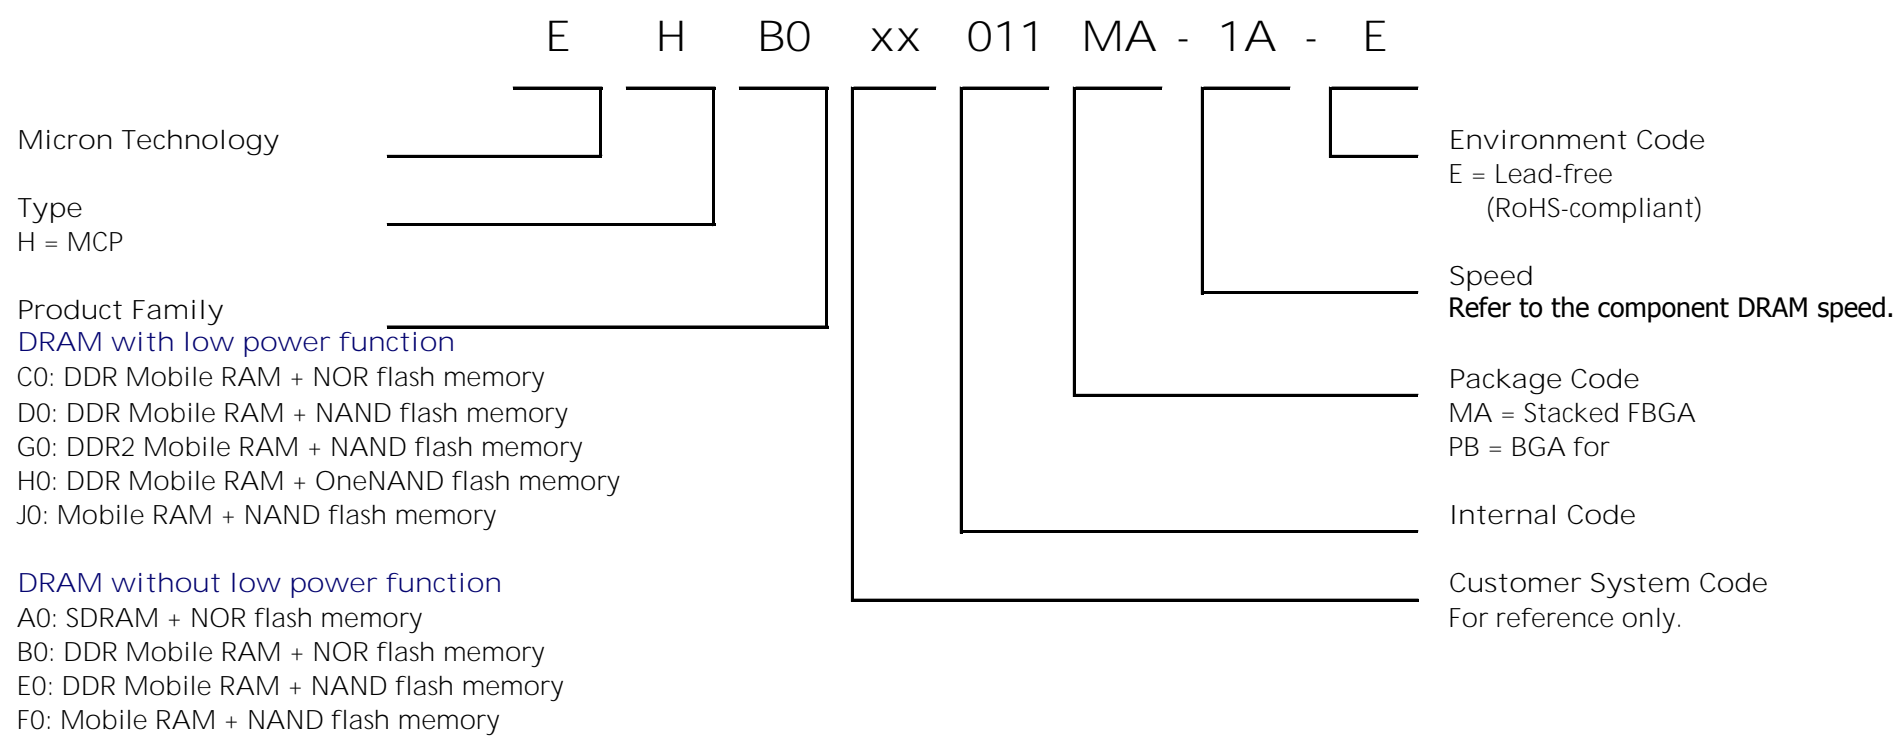 E H B0 xx 011 MA - 1A - E
Micron Technology
Type
H = MCP
Product Family
DRAM with low power function
C0: DDR Mobile RAM + NOR flash memory
D0: DDR Mobile RAM + NAND flash memory
G0: DDR2 Mobile RAM + NAND flash memory
H0: DDR Mobile RAM + OneNAND flash memory
J0: Mobile RAM + NAND flash memory
DRAM without low power function
A0: SDRAM + NOR flash memory
B0: DDR Mobile RAM + NOR flash memory
E0: DDR Mobile RAM + NAND flash memory
F0: Mobile RAM + NAND flash memory
Environment Code
E = Lead-free
(RoHS-compliant)
Speed
Refer to the component DRAM speed.
Package Code
MA = Stacked FBGA
PB = BGA for
Internal Code
Customer System Code
For reference only.